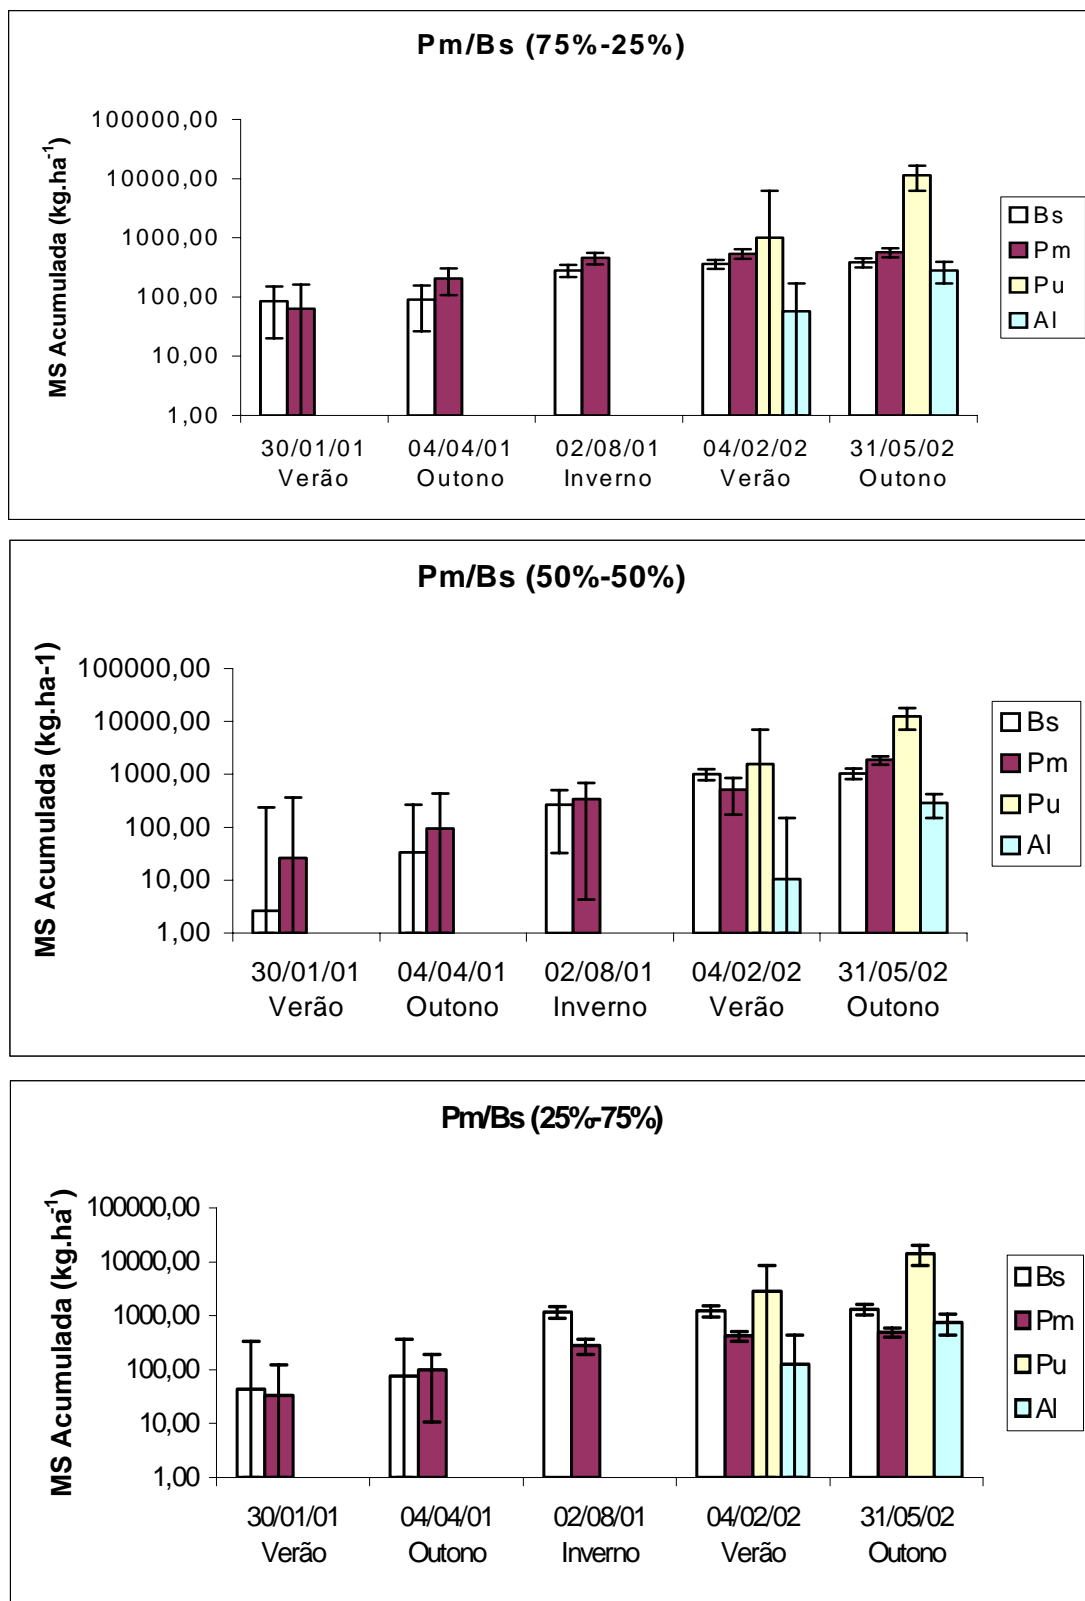 Pm/Bs (75%-25%)
MS Acumulada (kg.ha-1)
100000,00
10000,00
1000,00
100,00
10,00
1,00
30/01/01 04/04/01 02/08/01 04/02/02 31/05/02
Verão Outono Inverno Verão Outono
Bs
Pm
Pu
Al
Pm/Bs (50%-50%)
MS Acumulada (kg.ha-1)
100000,00
10000,00
1000,00
100,00
10,00
1,00
30/01/01 04/04/01 02/08/01 04/02/02 31/05/02
Verão Outono Inverno Verão Outono
Bs
Pm
Pu
Al
Pm/Bs (25%-75%)
MS Acumulada (kg.ha-1)
100000,00
10000,00
1000,00
100,00
10,00
1,00
30/01/01 04/04/01 02/08/01 04/02/02 31/05/02
Verão Outono Inverno Verão Outono
Bs
Pm
Pu
Al